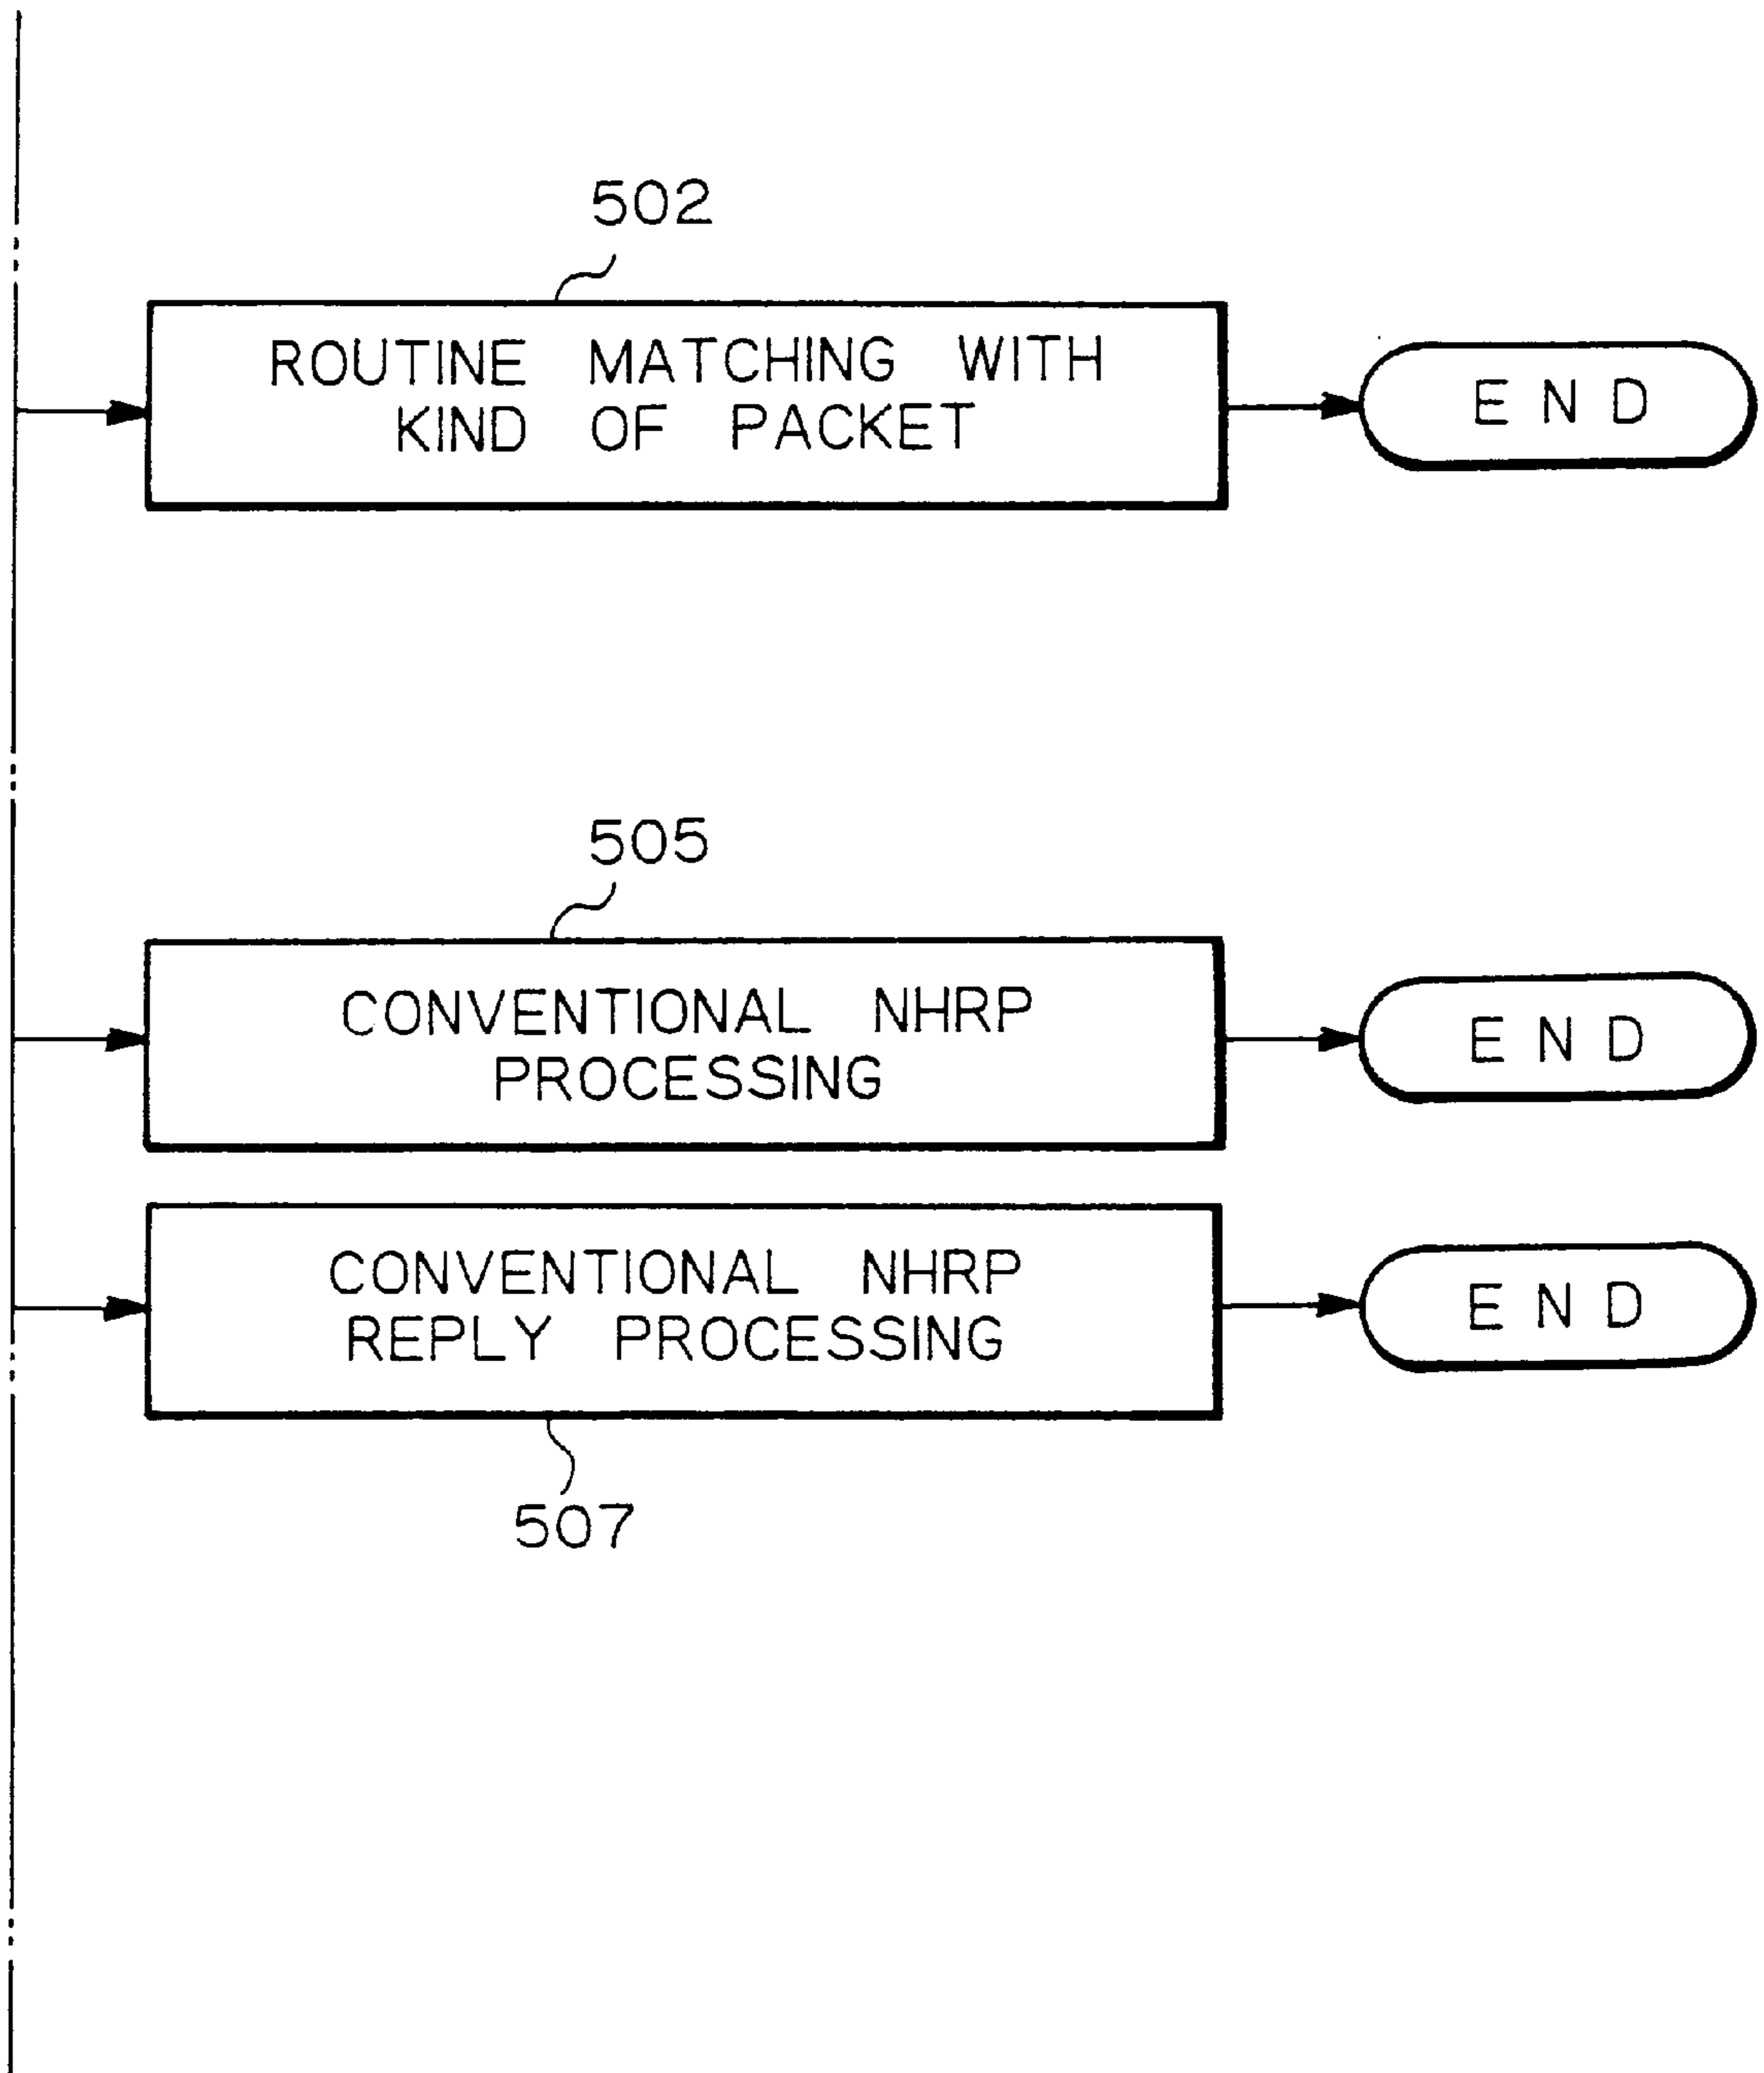 502
ROUTINE MATCHING WITH
KIND OF PACKET
END
505
CONVENTIONAL NHRP
PROCESSING
END
CONVENTIONAL NHRP
REPLY PROCESSING
END
507